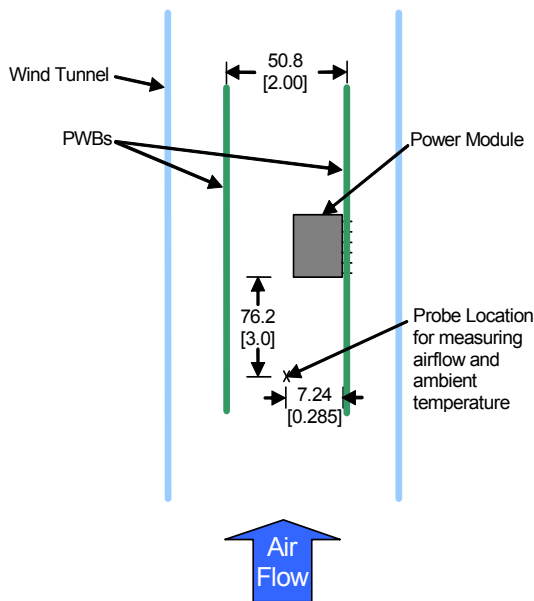 50.8
[2.00]
Wind Tunnel
PWBs
Power Module
76.2
[3.0]
Probe Location
for measuring
airflow and
ambient
temperature
x
7.24
[0.285]
Air
Flow